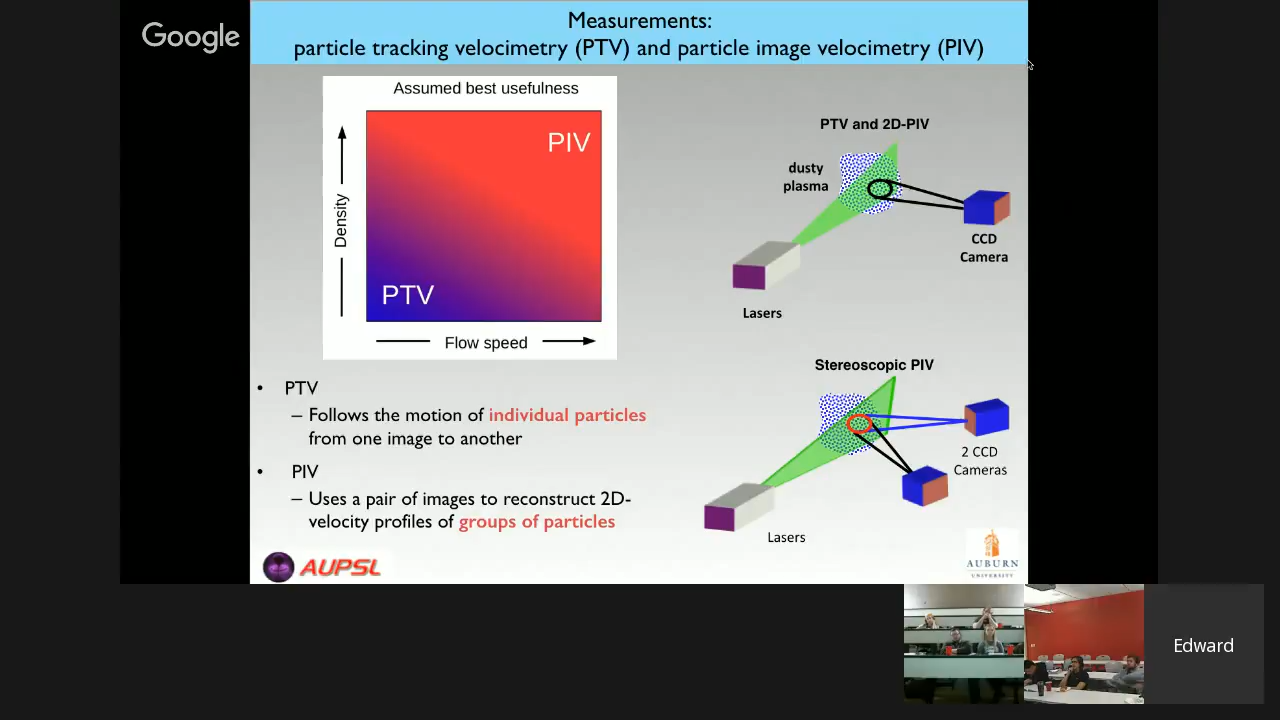 Google
Measurements:
particle tracking velocimetry (PTV) and particle image velocimetry (PIV)
Assumed best usefulness
PIV
Density
PTV
Flow speed
• PTV
– Follows the motion of individual particles
from one image to another
• PIV
– Uses a pair of images to reconstruct 2D-
velocity profiles of groups of particles
PTV and 2D-PIV
dusty
plasma
CCD
Camera
Lasers
Stereoscopic PIV
2 CCD
Cameras
Lasers
AUPSL
AUBURN
UNIVERSITY
Edward